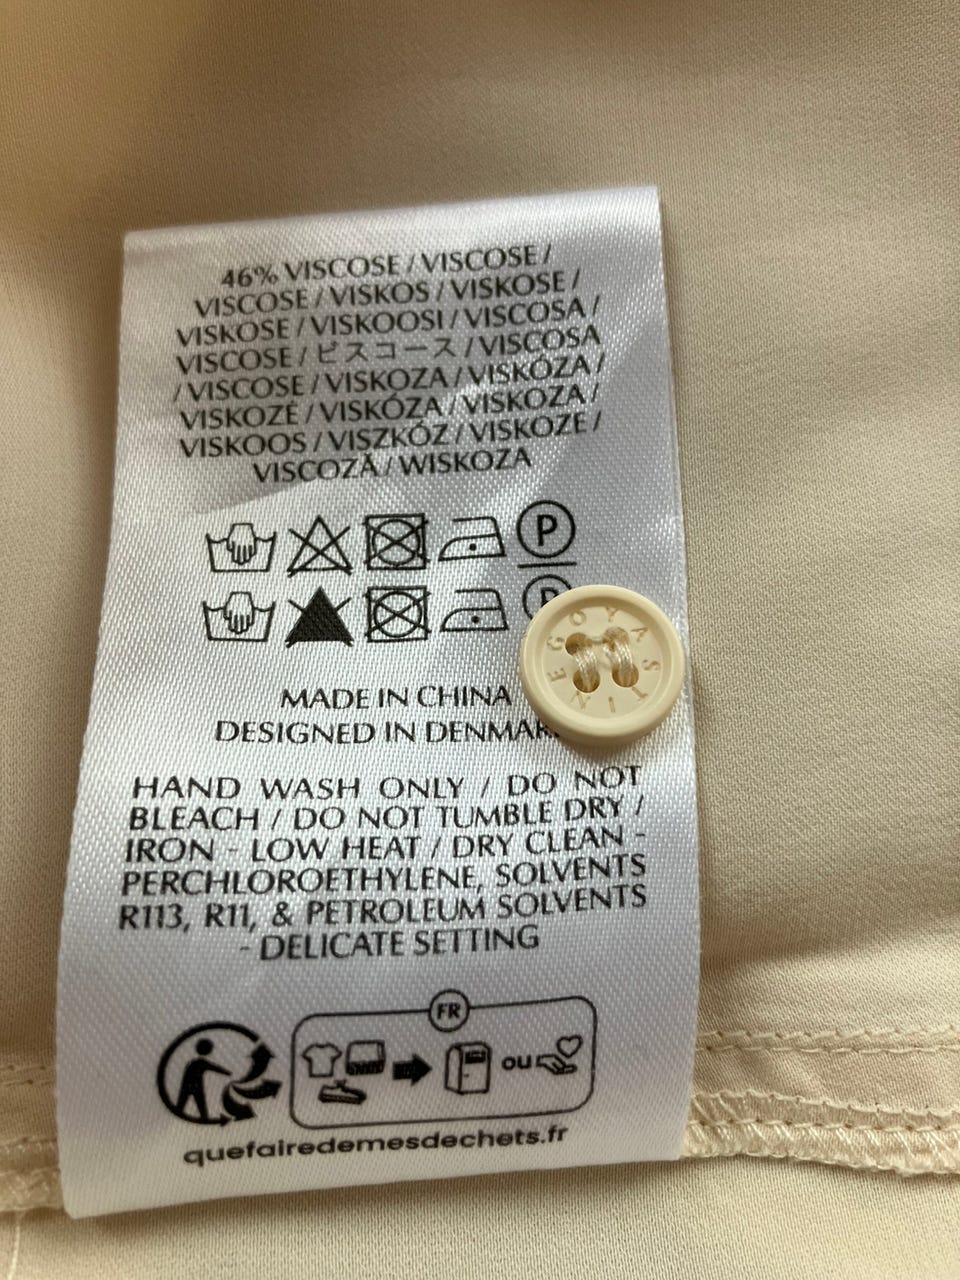 46% VISCOSE / VISCOSE /
VISCOSE / VISKOS / VISKOSE /
VISKOSE / VISKOOSI / VISCOSA /
VISCOSE / ビスコース / VISCOSA
/ VISCOSE / VISKOZA / VISKÓZA /
VISKOZĖ / VISKÓZA / VISKOZA /
VISKOOS / VISZKÓZ / VISKOZE /
VISCOZĂ / WISKOZA
P
P
MADE IN CHINA
DESIGNED IN DENMAR
HAND WASH ONLY / DO NOT
BLEACH / DO NOT TUMBLE DRY /
IRON - LOW HEAT / DRY CLEAN -
PERCHLOROETHYLENE, SOLVENTS
R113, R11, & PETROLEUM SOLVENTS
- DELICATE SETTING
FR
ou
quefairedemesdechets.fr